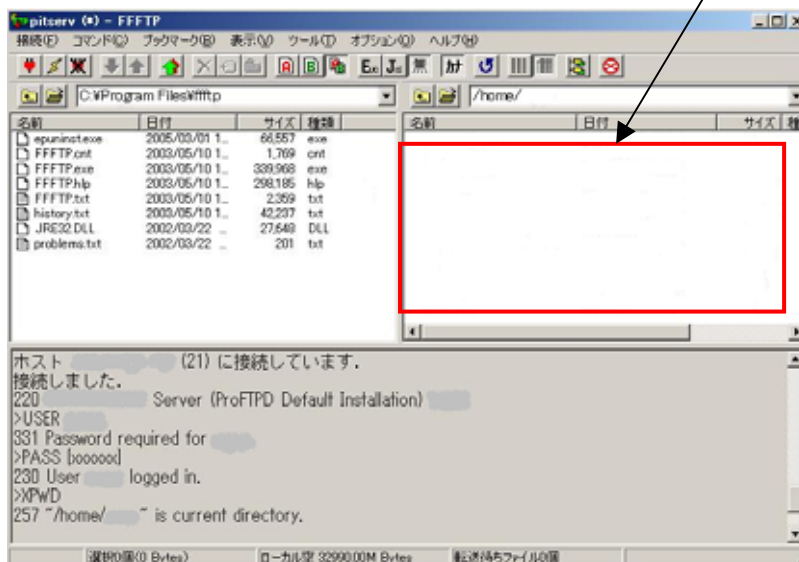 pitserv (*) - FFFTP
接続(F) コマンド(C) ブックマーク(B) 表示(V) ツール(T) オプション(O) ヘルプ(H)
C:¥Program Files¥ffftp
/home/
名前 日付 サイズ 種類
名前 日付 サイズ 種
epuninst.exe 2005/03/01 1... 66,557 exe
FFFTP.cnt 2003/05/10 1... 1,769 cnt
FFFTP.exe 2003/05/10 1... 339,968 exe
FFFTP.hlp 2003/05/10 1... 298,185 hlp
FFFTP.txt 2003/05/10 1... 2,359 txt
history.txt 2003/05/10 1... 42,237 txt
JRE32.DLL 2002/03/22 ... 27,648 DLL
problems.txt 2002/03/22 ... 201 txt
ホスト (21) に接続しています.
接続しました.
220 Server (ProFTPD Default Installation)
>USER
331 Password required for
>PASS [xxxxxx]
230 User logged in.
>XPWD
257 "/home/ " is current directory.
選択0個(0 Bytes) ローカル空 32990.00M Bytes 転送待ちファイル0個